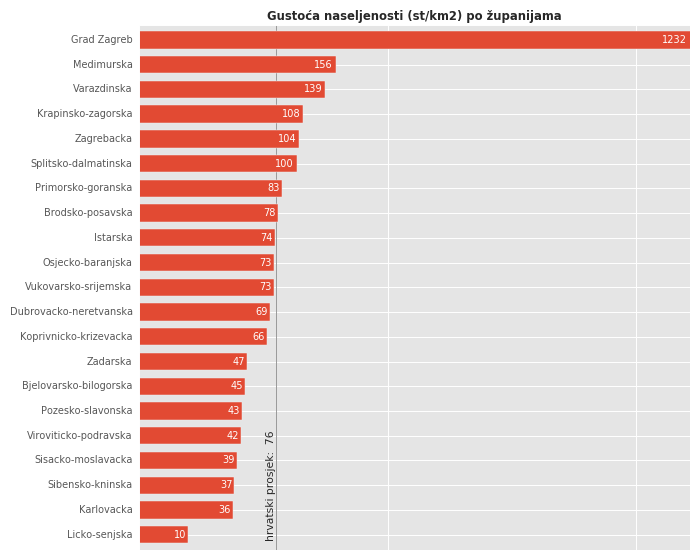 Gustoća naseljenosti (st/km2) po županijama
Grad Zagreb 1232
Medimurska 156
Varazdinska 139
Krapinsko-zagorska 108
Zagrebacka 104
Splitsko-dalmatinska 100
Primorsko-goranska 83
Brodsko-posavska 78
Istarska 74
Osjecko-baranjska 73
Vukovarsko-srijemska 73
Dubrovacko-neretvanska 69
Koprivnicko-krizevacka 66
Zadarska 47
Bjelovarsko-bilogorska 45
Pozesko-slavonska 43
Viroviticko-podravska 42
Sisacko-moslavacka 39
Sibensko-kninska 37
Karlovacka 36
Licko-senjska 10
hrvatski prosjek: 76